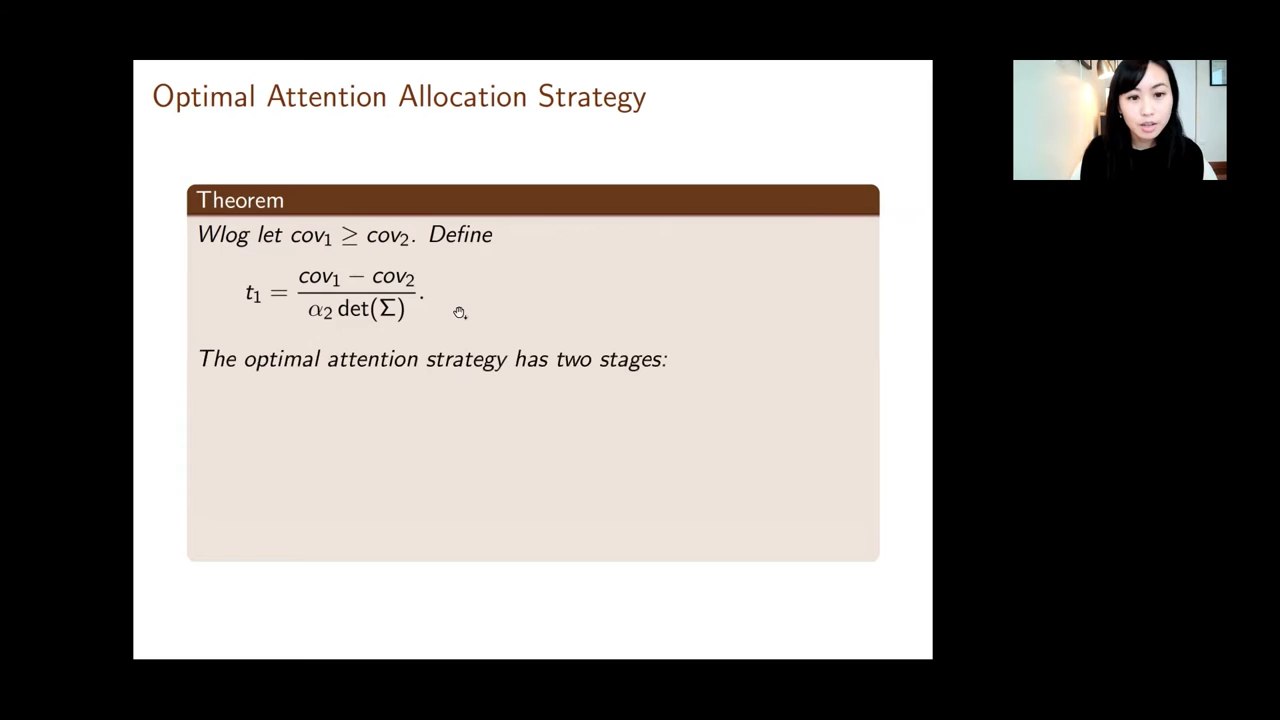 Optimal Attention Allocation Strategy
Theorem
Wlog let cov₁ ≥ cov₂. Define
t₁ = (cov₁ − cov₂) / (α₂ det(Σ)).
The optimal attention strategy has two stages: